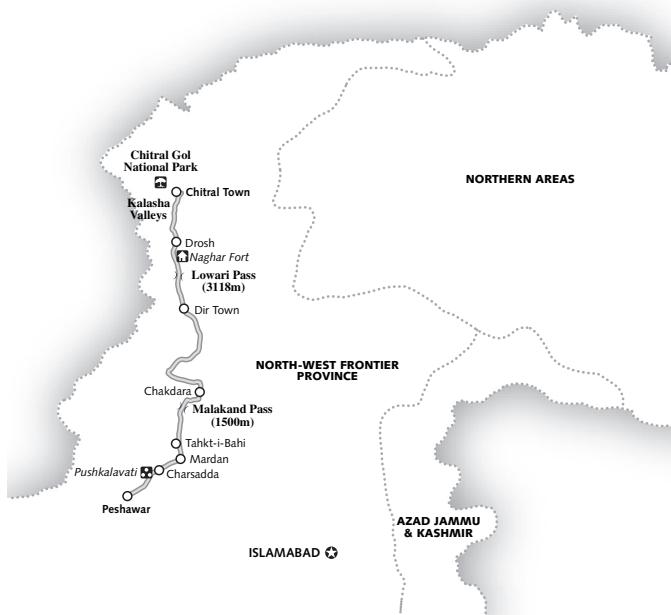 Chitral Gol
National Park
Chitral Town
NORTHERN AREAS
Kalasha
Valleys
Drosh
Naghar Fort
Lowari Pass
(3118m)
Dir Town
NORTH-WEST FRONTIER
PROVINCE
Chakdara
Malakand Pass
(1500m)
Tahkt-i-Bahi
Mardan
Pushkalavati
Charsadda
Peshawar
AZAD JAMMU
& KASHMIR
ISLAMABAD